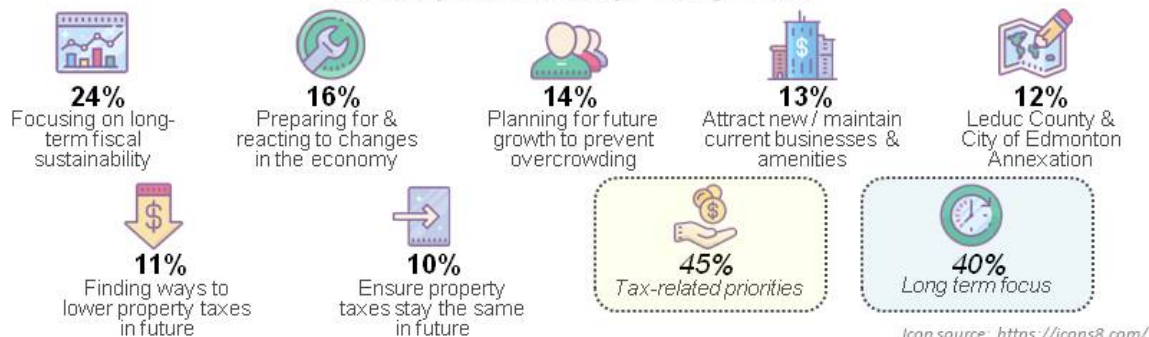 24%
Focusing on long-
term fiscal
sustainability
16%
Preparing for &
reacting to changes
in the economy
14%
Planning for future
growth to prevent
overcrowding
13%
Attract new / maintain
current businesses &
amenities
12%
Leduc County &
City of Edmonton
Annexation
11%
Finding ways to
lower property taxes
in future
10%
Ensure property
taxes stay the same
in future
45%
Tax-related priorities
40%
Long term focus
Icon source: https://icons8.com/